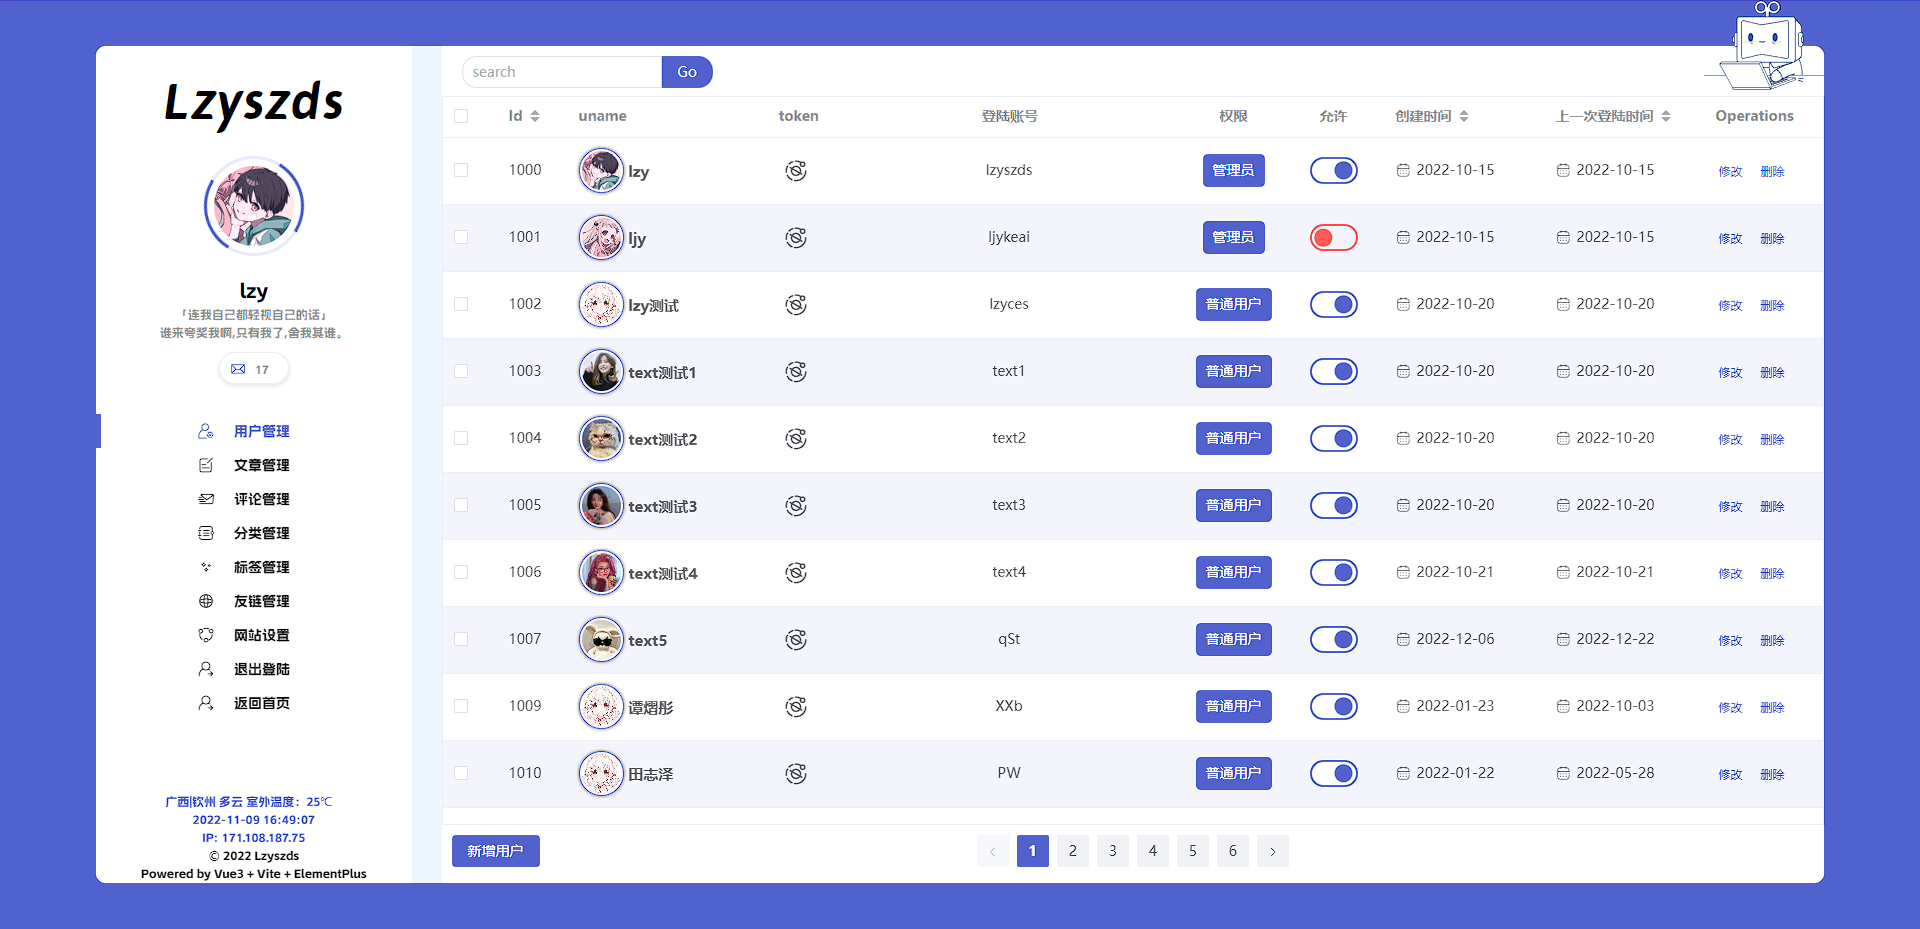 Lzyszds
lzy
「连我自己都轻视自己的话」
谁来夸奖我啊,只有我了,舍我其谁。
17
用户管理
文章管理
评论管理
分类管理
标签管理
友链管理
网站设置
退出登陆
返回首页
广西|钦州 多云 室外温度：25℃
2022-11-09 16:49:07
IP: 171.108.187.75
© 2022 Lzyszds
Powered by Vue3 + Vite + ElementPlus
search Go
Id uname token 登陆账号 权限 允许 创建时间 上一次登陆时间 Operations
1000 lzy lzyszds 管理员 2022-10-15 2022-10-15 修改 删除
1001 ljy ljykeai 管理员 2022-10-15 2022-10-15 修改 删除
1002 lzy测试 lzyces 普通用户 2022-10-20 2022-10-20 修改 删除
1003 text测试1 text1 普通用户 2022-10-20 2022-10-20 修改 删除
1004 text测试2 text2 普通用户 2022-10-20 2022-10-20 修改 删除
1005 text测试3 text3 普通用户 2022-10-20 2022-10-20 修改 删除
1006 text测试4 text4 普通用户 2022-10-21 2022-10-21 修改 删除
1007 text5 qSt 普通用户 2022-12-06 2022-12-22 修改 删除
1009 谭熠彤 XXb 普通用户 2022-01-23 2022-10-03 修改 删除
1010 田志泽 PW 普通用户 2022-01-22 2022-05-28 修改 删除
新增用户 1 2 3 4 5 6